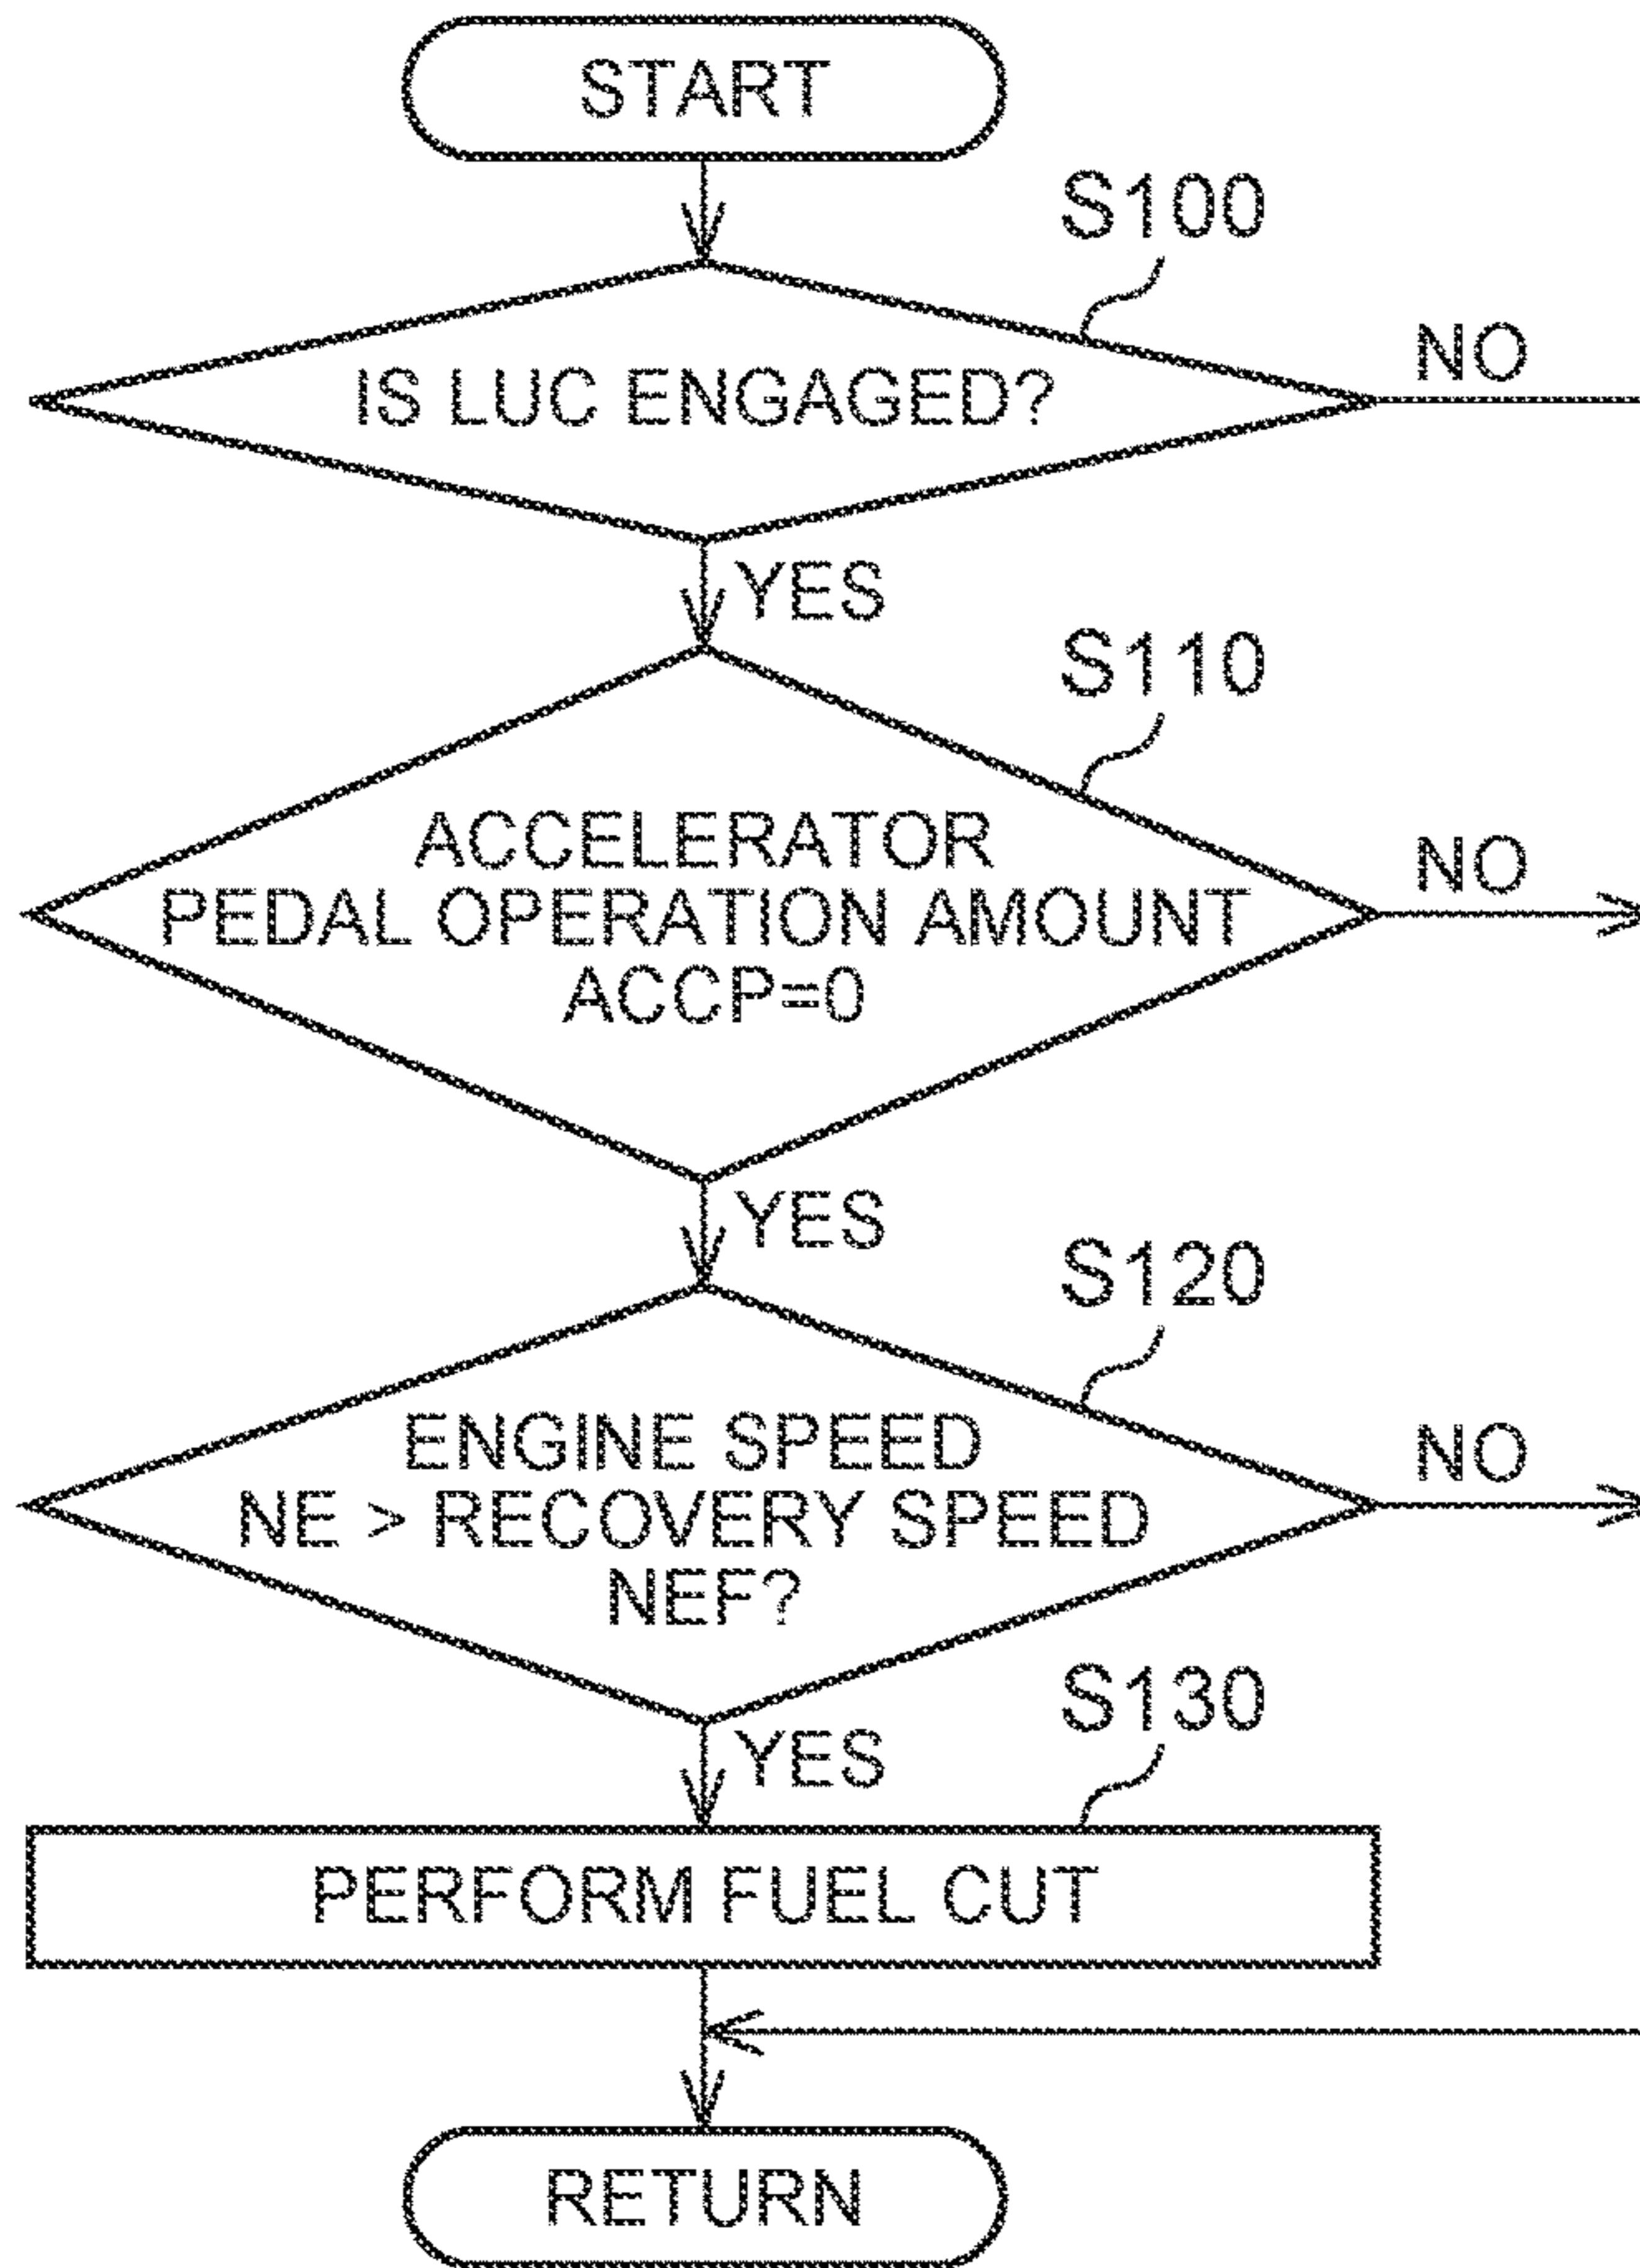 START
S100
IS LUC ENGAGED?
NO
YES
S110
ACCELERATOR
PEDAL OPERATION AMOUNT
ACCP=0
NO
YES
S120
ENGINE SPEED
NE > RECOVERY SPEED
NEF?
NO
YES
S130
PERFORM FUEL CUT
RETURN